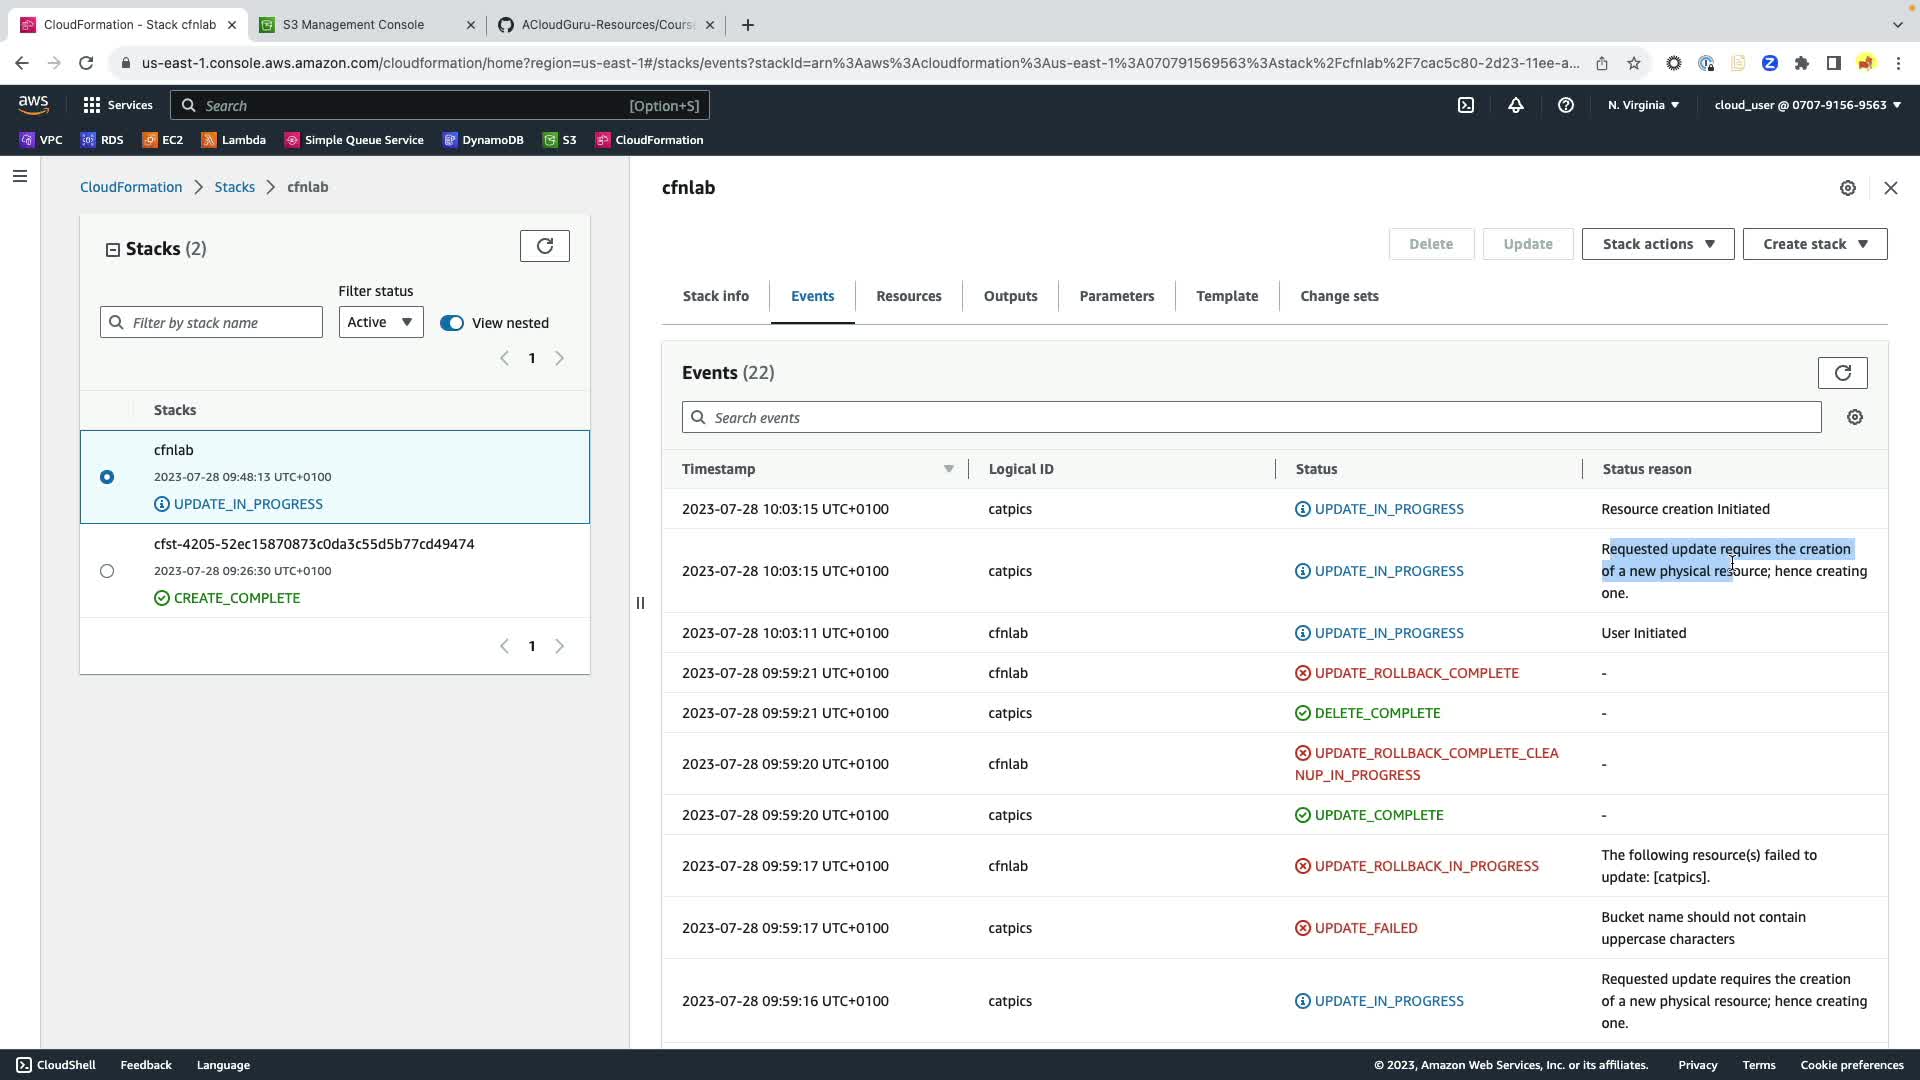 CloudFormation - Stack cfnlab
S3 Management Console
ACloudGuru-Resources/Cours
us-east-1.console.aws.amazon.com/cloudformation/home?region=us-east-1#/stacks/events?stackId=arn%3Aaws%3Acloudformation%3Aus-east-1%3A070791569563%3Astack%2Fcfnlab%2F7cac5c80-2d23-11ee-a...
aws
Services
Search
[Option+S]
N. Virginia
cloud_user @ 0707-9156-9563
VPC
RDS
EC2
Lambda
Simple Queue Service
DynamoDB
S3
CloudFormation
CloudFormation
Stacks
cfnlab
Stacks (2)
Filter status
Filter by stack name
Active
View nested
1
Stacks
cfnlab
2023-07-28 09:48:13 UTC+0100
UPDATE_IN_PROGRESS
cfst-4205-52ec15870873c0da3c55d5b77cd49474
2023-07-28 09:26:30 UTC+0100
CREATE_COMPLETE
1
cfnlab
Delete
Update
Stack actions
Create stack
Stack info
Events
Resources
Outputs
Parameters
Template
Change sets
Events (22)
Search events
Timestamp
Logical ID
Status
Status reason
2023-07-28 10:03:15 UTC+0100
catpics
UPDATE_IN_PROGRESS
Resource creation Initiated
2023-07-28 10:03:15 UTC+0100
catpics
UPDATE_IN_PROGRESS
Requested update requires the creation
of a new physical resource; hence creating
one.
2023-07-28 10:03:11 UTC+0100
cfnlab
UPDATE_IN_PROGRESS
User Initiated
2023-07-28 09:59:21 UTC+0100
cfnlab
UPDATE_ROLLBACK_COMPLETE
-
2023-07-28 09:59:21 UTC+0100
catpics
DELETE_COMPLETE
-
2023-07-28 09:59:20 UTC+0100
cfnlab
UPDATE_ROLLBACK_COMPLETE_CLEA
NUP_IN_PROGRESS
-
2023-07-28 09:59:20 UTC+0100
catpics
UPDATE_COMPLETE
-
2023-07-28 09:59:17 UTC+0100
cfnlab
UPDATE_ROLLBACK_IN_PROGRESS
The following resource(s) failed to
update: [catpics].
2023-07-28 09:59:17 UTC+0100
catpics
UPDATE_FAILED
Bucket name should not contain
uppercase characters
2023-07-28 09:59:16 UTC+0100
catpics
UPDATE_IN_PROGRESS
Requested update requires the creation
of a new physical resource; hence creating
one.
CloudShell
Feedback
Language
© 2023, Amazon Web Services, Inc. or its affiliates.
Privacy
Terms
Cookie preferences